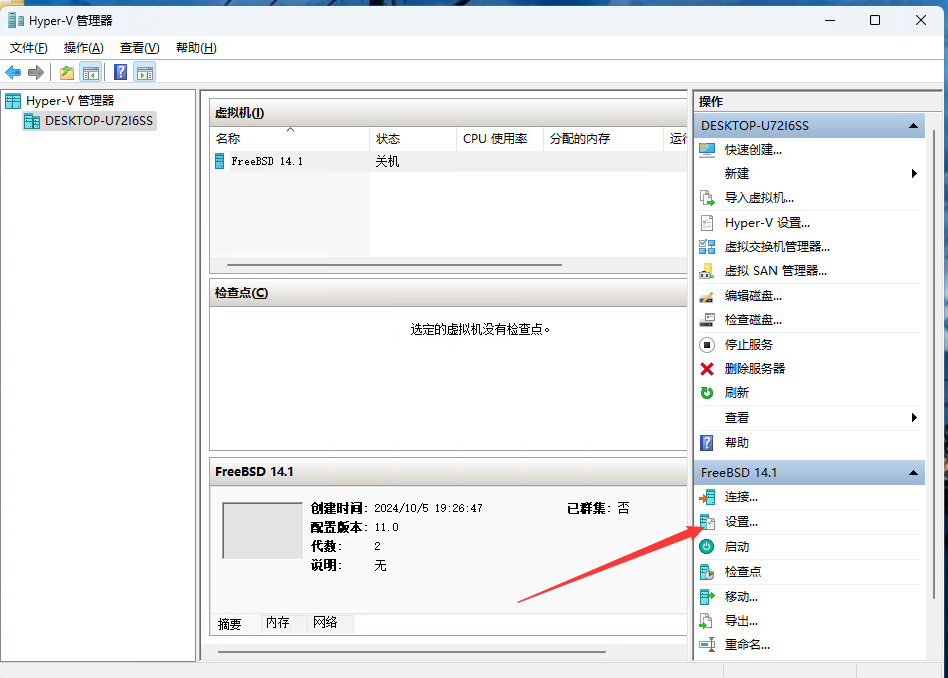 Hyper-V 管理器
文件(F) 操作(A) 查看(V) 帮助(H)
Hyper-V 管理器
DESKTOP-U72I6SS
虚拟机(I)
名称 状态 CPU 使用率 分配的内存 运行
FreeBSD 14.1 关机
检查点(C)
选定的虚拟机没有检查点。
FreeBSD 14.1
创建时间: 2024/10/5 19:26:47 已群集: 否
配置版本: 11.0
代数: 2
说明: 无
摘要 内存 网络
操作
DESKTOP-U72I6SS
快速创建...
新建
导入虚拟机...
Hyper-V 设置...
虚拟交换机管理器...
虚拟 SAN 管理器...
编辑磁盘...
检查磁盘...
停止服务
删除服务器
刷新
查看
帮助
FreeBSD 14.1
连接...
设置...
启动
检查点
移动...
导出...
重命名...